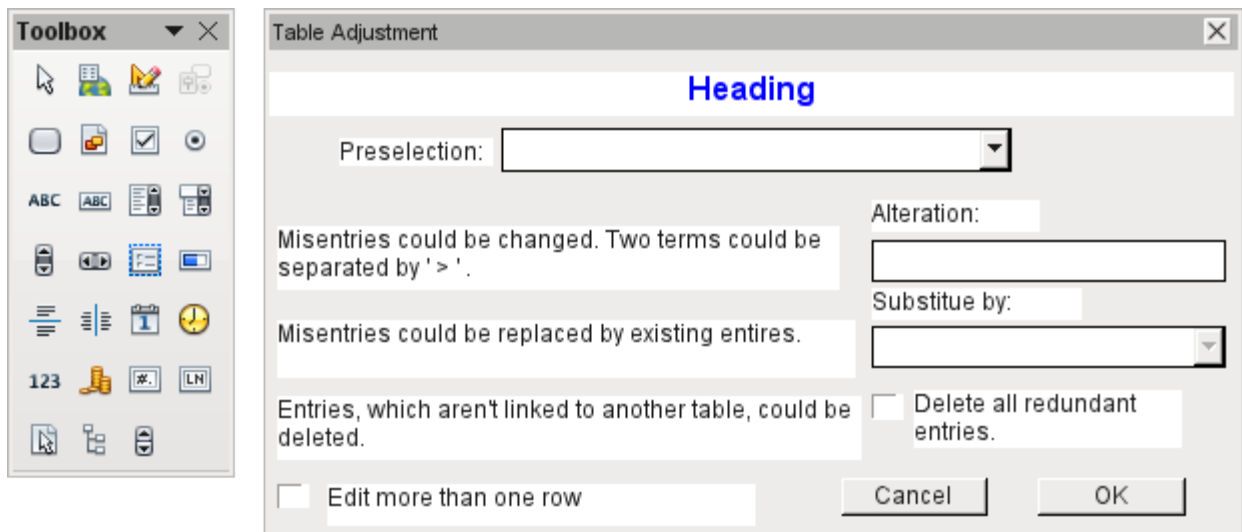 Toolbox
ABC
ABC
1
123
#.
LN
Table Adjustment
Heading
Preselection:
Alteration:
Misentries could be changed. Two terms could be
separated by ' > '.
Substitue by:
Misentries could be replaced by existing entires.
Entries, which aren't linked to another table, could be
deleted.
Delete all redundant
entries.
Edit more than one row
Cancel
OK